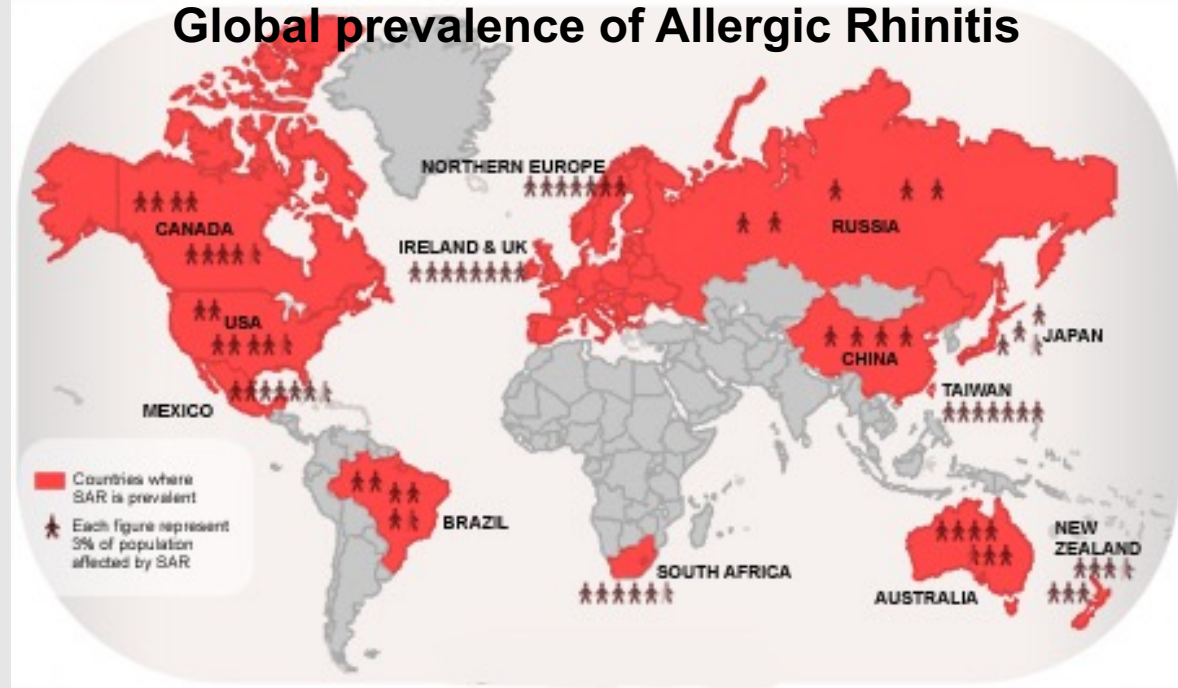 Global prevalence of Allergic Rhinitis
NORTHERN EUROPE
CANADA
RUSSIA
IRELAND & UK
USA
JAPAN
CHINA
TAIWAN
MEXICO
Countries where
SAR is prevalent
Each figure represent
3% of population
affected by SAR
BRAZIL
NEW
ZEALAND
SOUTH AFRICA
AUSTRALIA